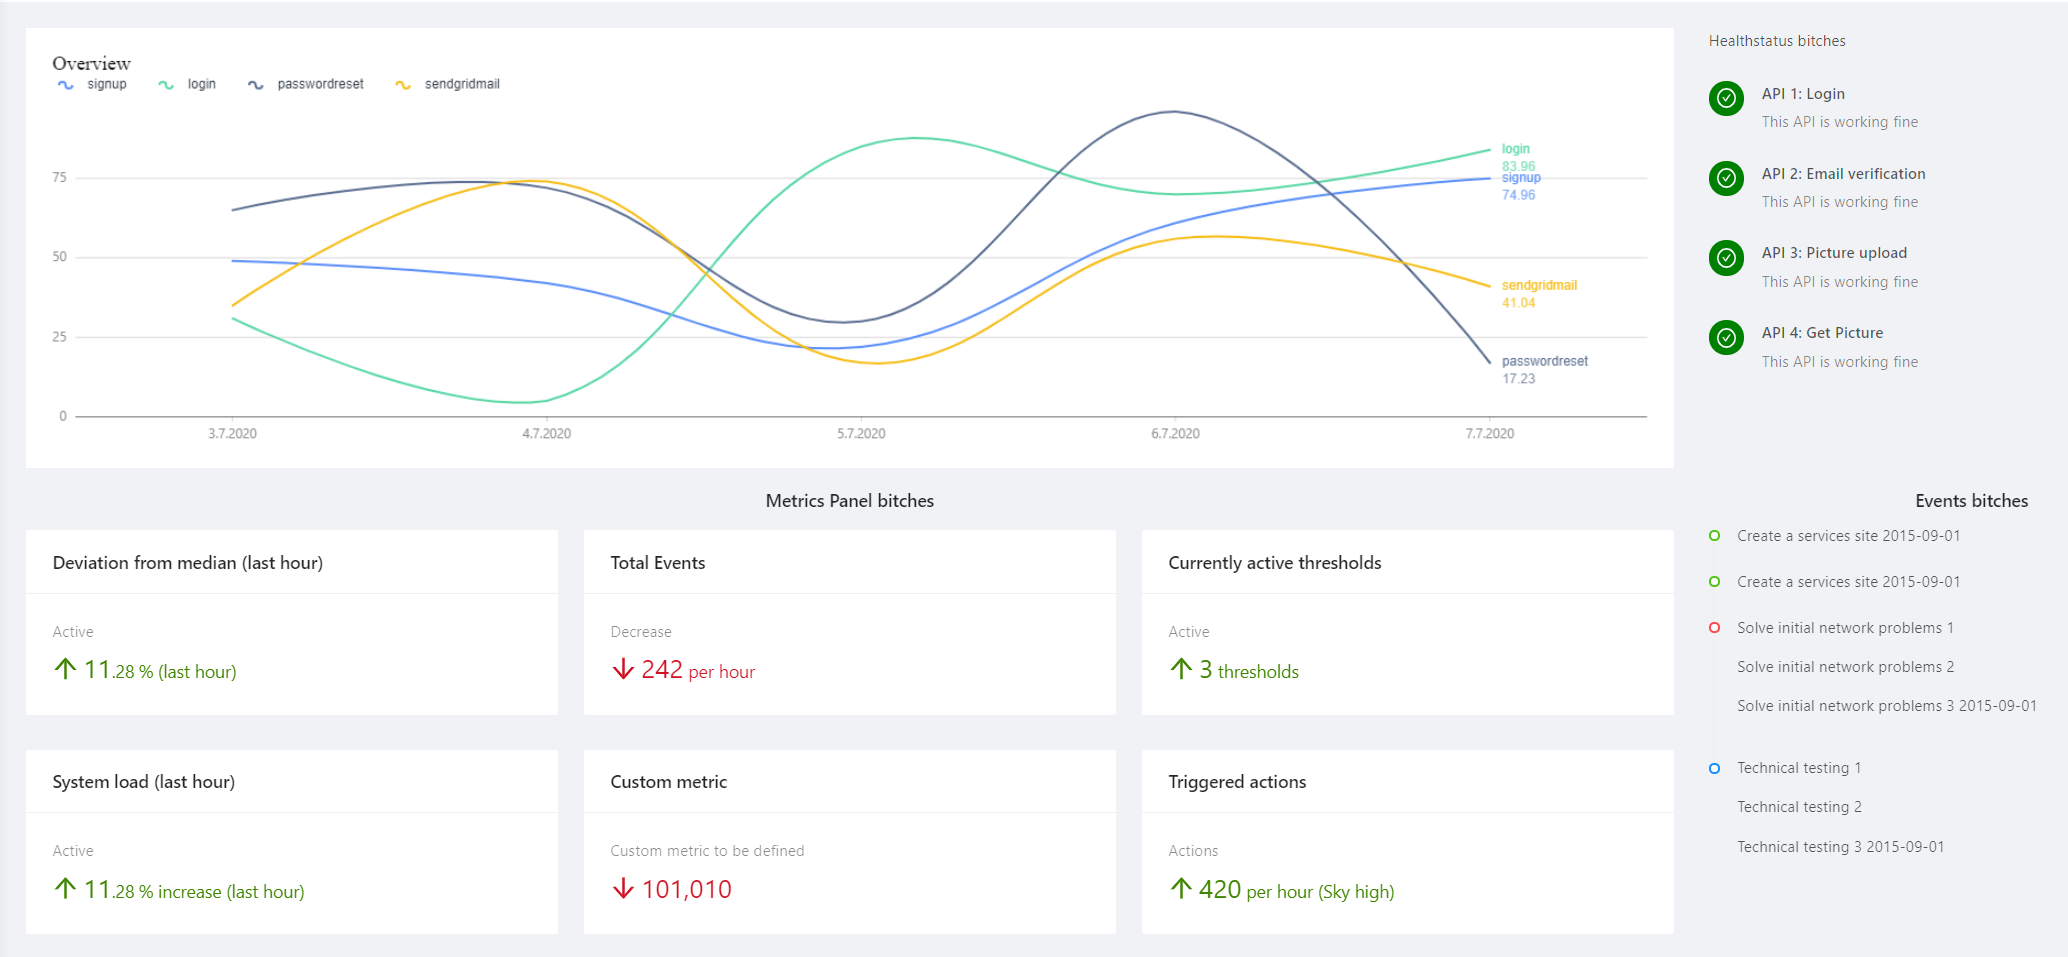 Overview
signup login passwordreset sendgridmail
75
50
25
0
3.7.2020 4.7.2020 5.7.2020 6.7.2020 7.7.2020
login
83.96
signup
74.96
sendgridmail
41.04
passwordreset
17.23
Healthstatus bitches
API 1: Login
This API is working fine
API 2: Email verification
This API is working fine
API 3: Picture upload
This API is working fine
API 4: Get Picture
This API is working fine
Metrics Panel bitches
Deviation from median (last hour)
Active
11.28 % (last hour)
Total Events
Decrease
242 per hour
Currently active thresholds
Active
3 thresholds
System load (last hour)
Active
11.28 % increase (last hour)
Custom metric
Custom metric to be defined
101,010
Triggered actions
Actions
420 per hour (Sky high)
Events bitches
Create a services site 2015-09-01
Create a services site 2015-09-01
Solve initial network problems 1
Solve initial network problems 2
Solve initial network problems 3 2015-09-01
Technical testing 1
Technical testing 2
Technical testing 3 2015-09-01